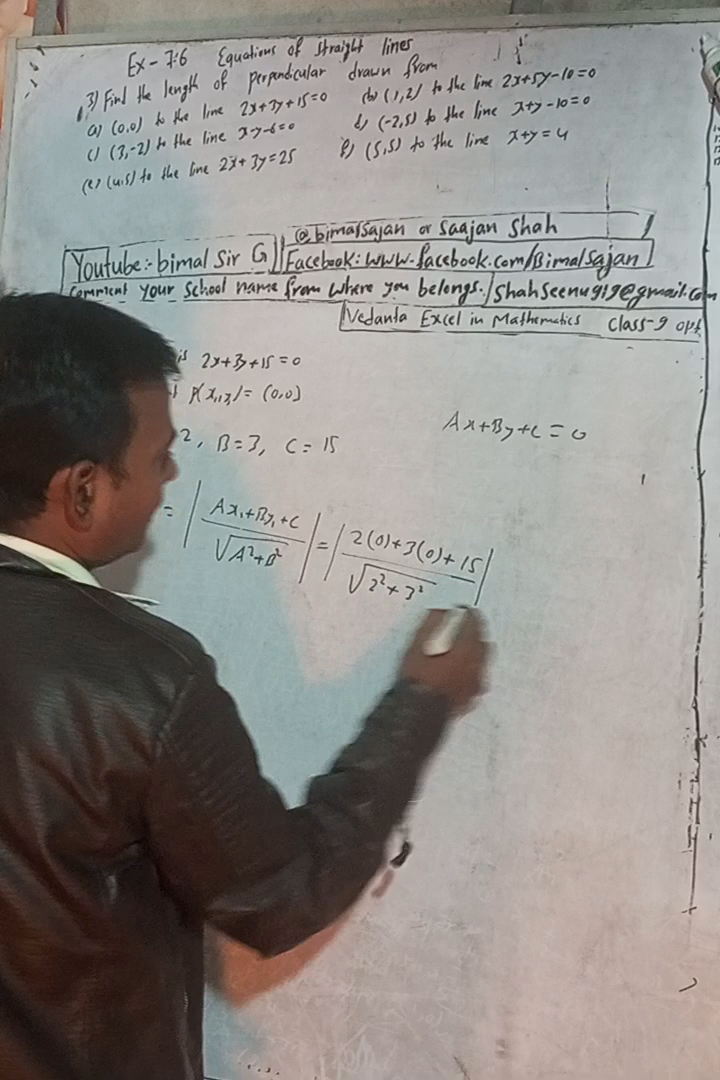 Ex - 7.6 Equations of straight lines
3) Find the length of perpendicular drawn from
a) (0,0) to the line 2x+3y+15=0 (b) (1,2) to the line 2x+5y-10=0
c) (3,-2) to the line x-y-6=0 d) (-2,5) to the line x+y-10=0
(e) (4,5) to the line 2x+3y=25 f) (5,5) to the line x+y=4
@bimalsajan or Saajan Shah
Youtube:- bimal Sir G Facebook: www.facebook.com/Bimalsajan
Comment your School name from where you belongs. / Shahseenu919@gmail.com
Vedanta Excel in Mathematics Class-9 opt
is 2x+3y+15=0
P(x₁,y₁) = (0,0)
Ax+By+C=0
2, B=3, C=15
= |Ax₁+By₁+C / √A²+B²| = |2(0)+3(0)+15 / √2²+3²|